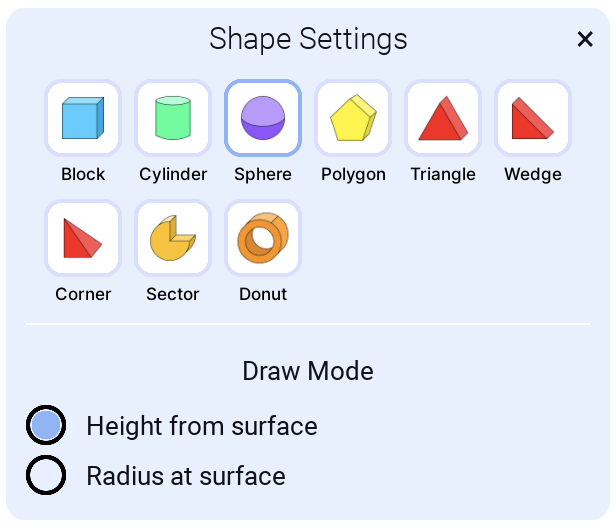 Shape Settings ×
Block Cylinder Sphere Polygon Triangle Wedge
Corner Sector Donut
Draw Mode
Height from surface
Radius at surface